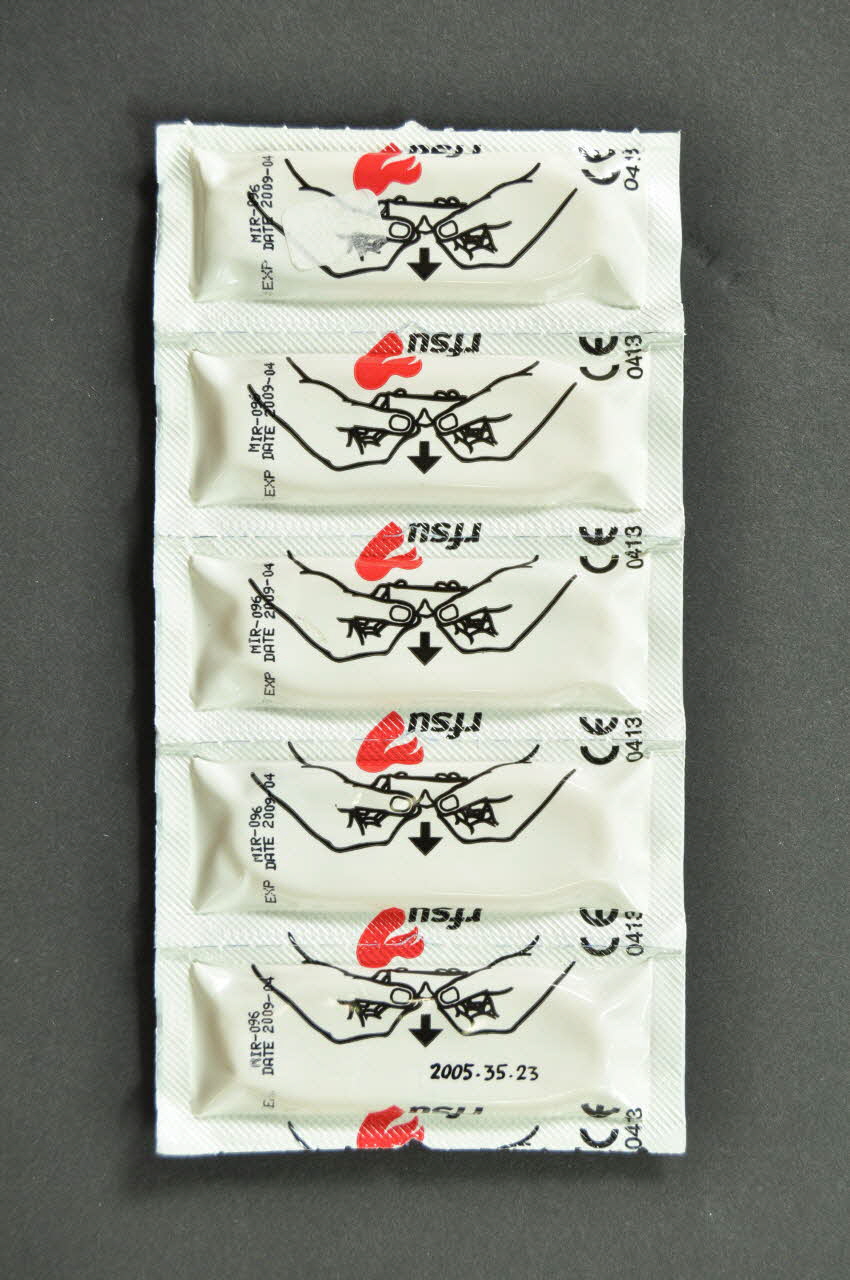 rfsu
CE
0413
MIR-096
EXP DATE 2009-04
rfsu
CE
0413
MIR-096
EXP DATE 2009-04
rfsu
CE
0413
MIR-096
EXP DATE 2009-04
rfsu
CE
0413
MIR-096
EXP DATE 2009-04
rfsu
CE
0413
MIR-096
DATE 2009-04
2005.35.23
rfsu
CE
0413